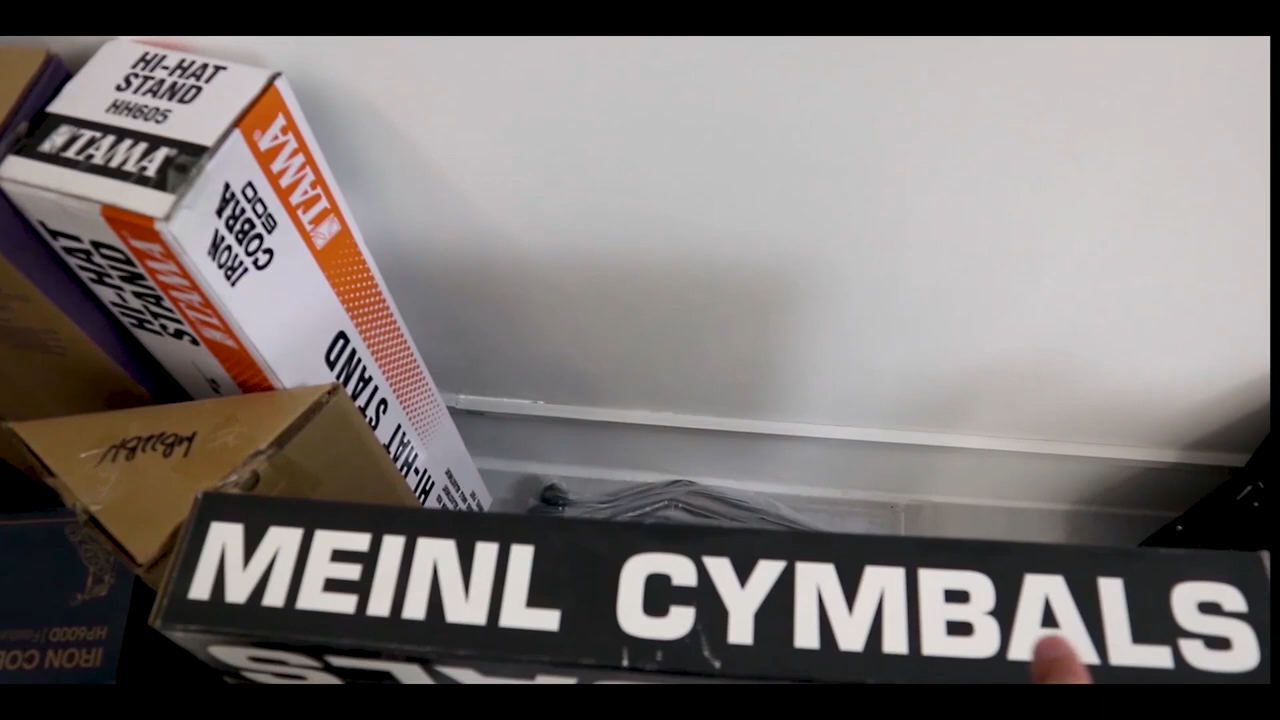 HI-HAT
STAND
HH605
TAMA
TAMA
IRON
COBRA
600
HI-HAT
STAND
TAMA
HI-HAT STAND
MEINL CYMBALS
HP600D
IRON CO